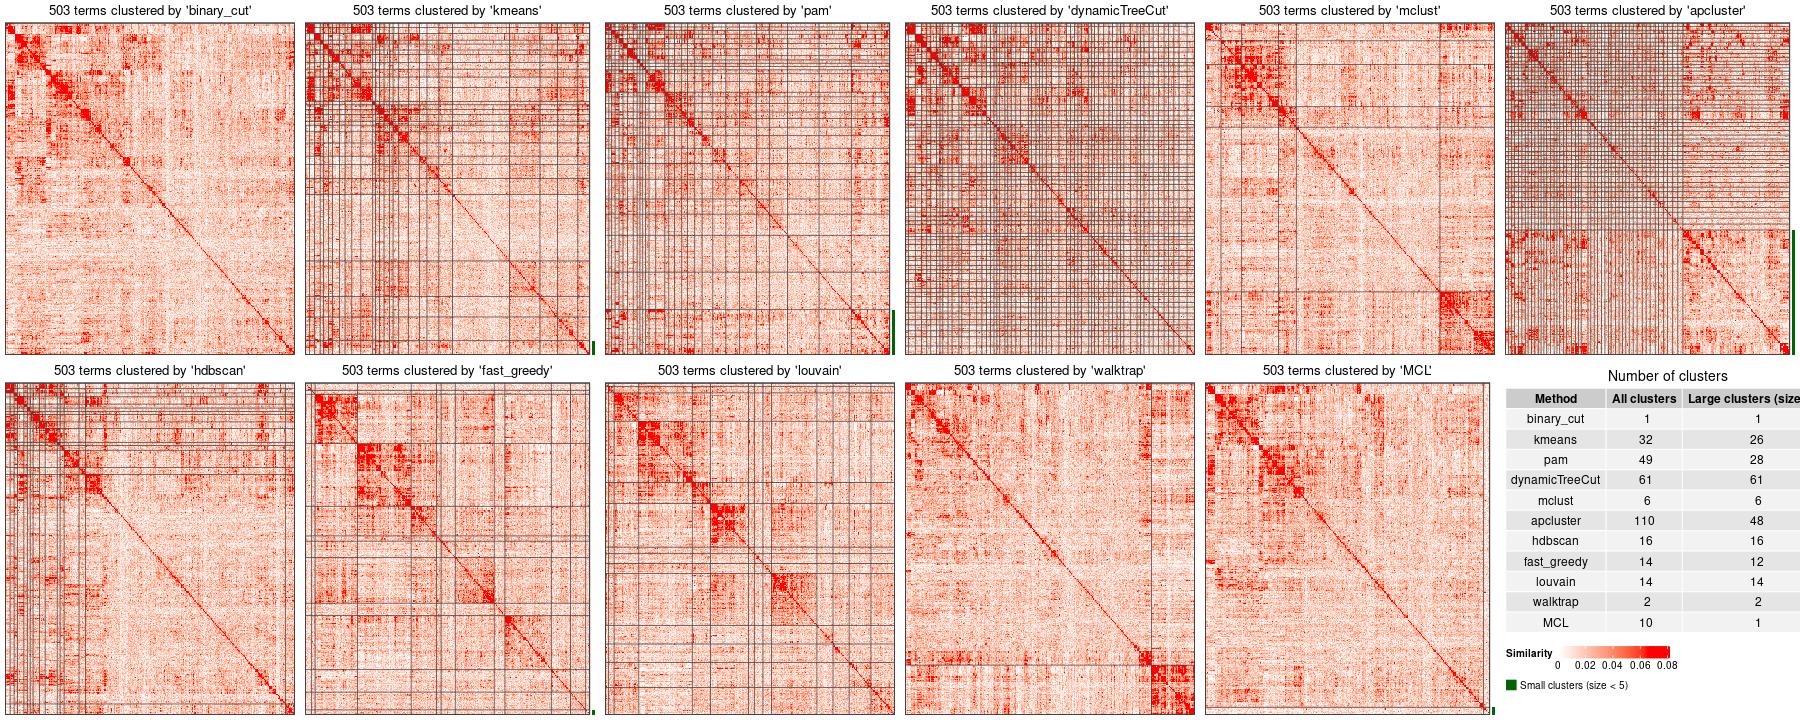 503 terms clustered by 'binary_cut'
503 terms clustered by 'kmeans'
503 terms clustered by 'pam'
503 terms clustered by 'dynamicTreeCut'
503 terms clustered by 'mclust'
503 terms clustered by 'apcluster'
503 terms clustered by 'hdbscan'
503 terms clustered by 'fast_greedy'
503 terms clustered by 'louvain'
503 terms clustered by 'walktrap'
503 terms clustered by 'MCL'
Number of clusters
Method All clusters Large clusters (size
binary_cut 1 1
kmeans 32 26
pam 49 28
dynamicTreeCut 61 61
mclust 6 6
apcluster 110 48
hdbscan 16 16
fast_greedy 14 12
louvain 14 14
walktrap 2 2
MCL 10 1
Similarity
0 0.02 0.04 0.06 0.08
Small clusters (size < 5)